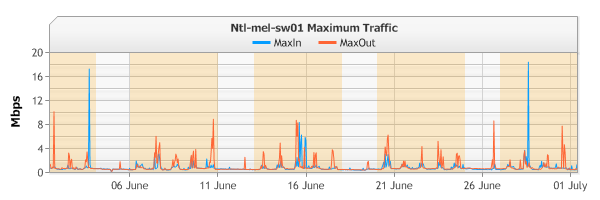 Ntl-mel-sw01 Maximum Traffic
MaxIn MaxOut
20
16
12
8
4
0
Mbps
06 June 11 June 16 June 21 June 26 June 01 July